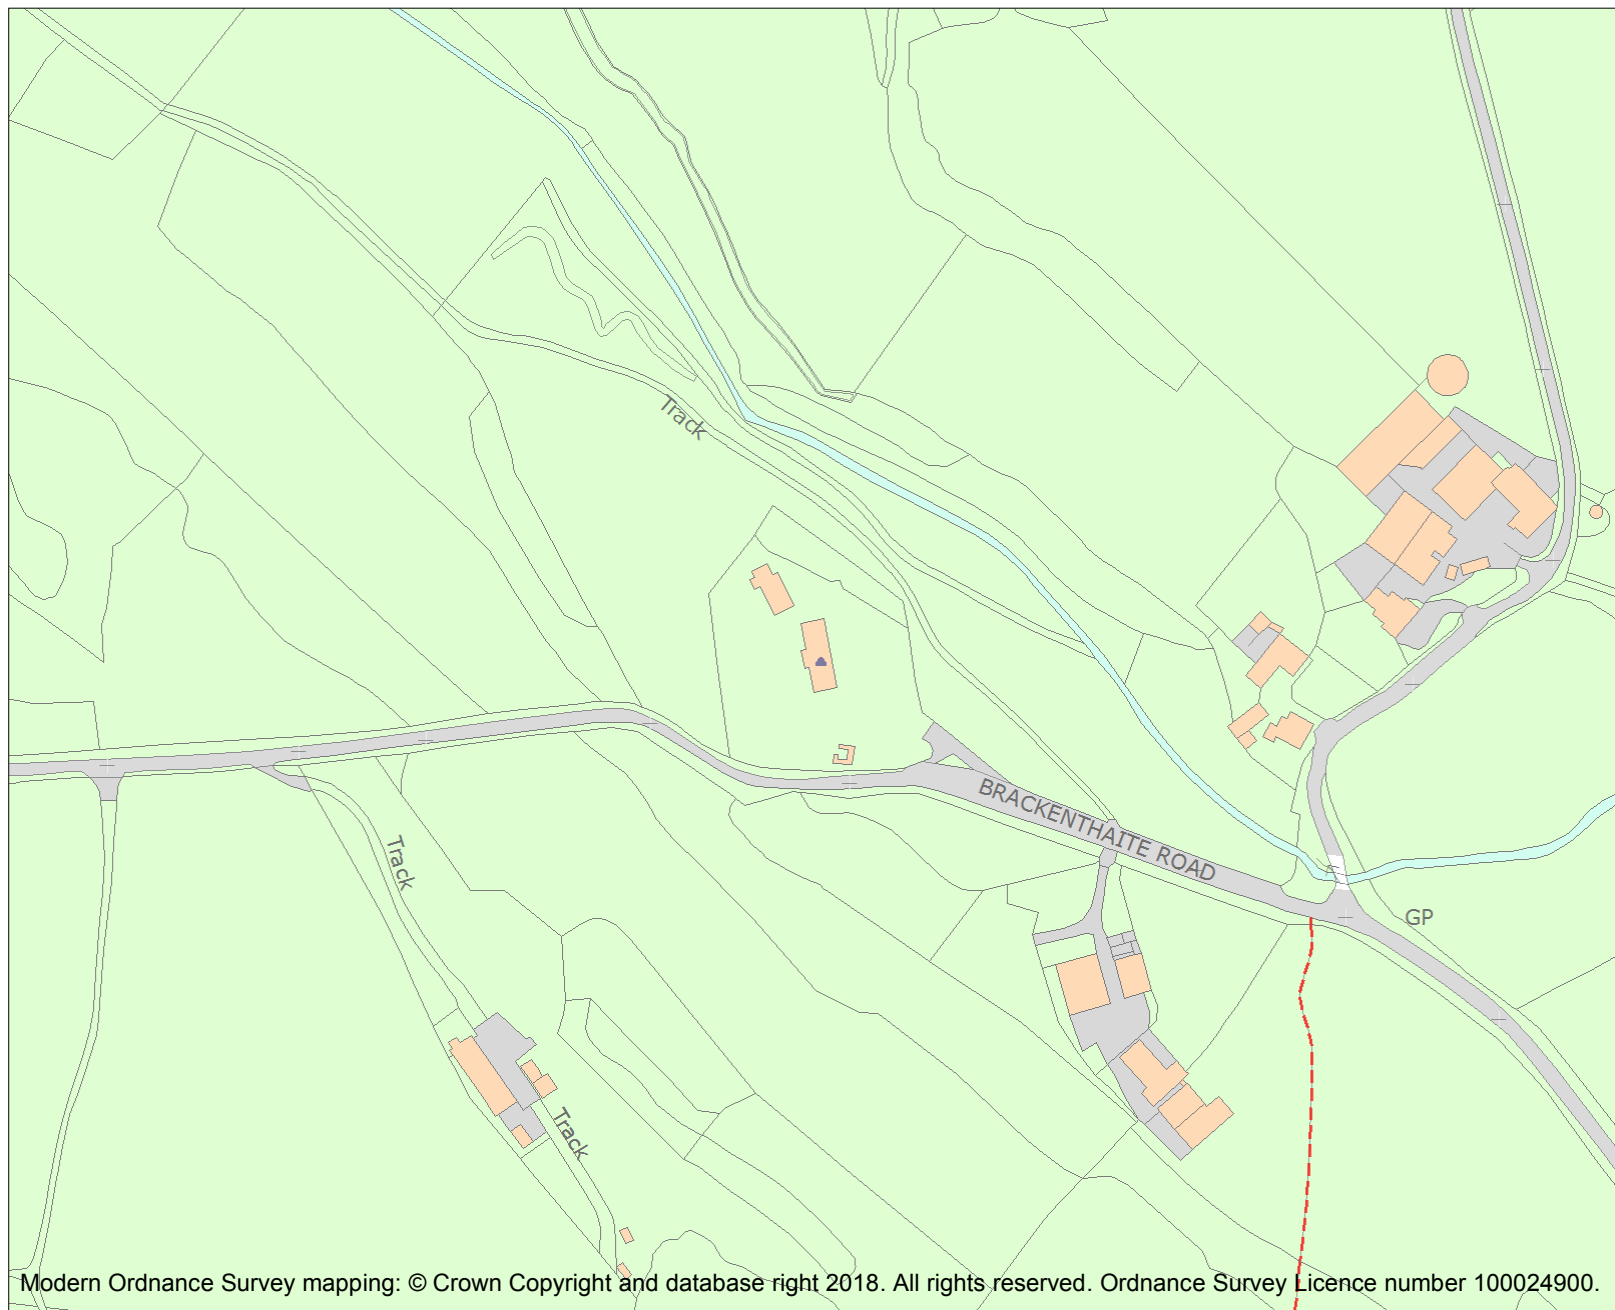 Track
BRACKENTHAITE ROAD
Track
GP
Track
Modern Ordnance Survey mapping: © Crown Copyright and database right 2018. All rights reserved. Ordnance Survey Licence number 100024900.